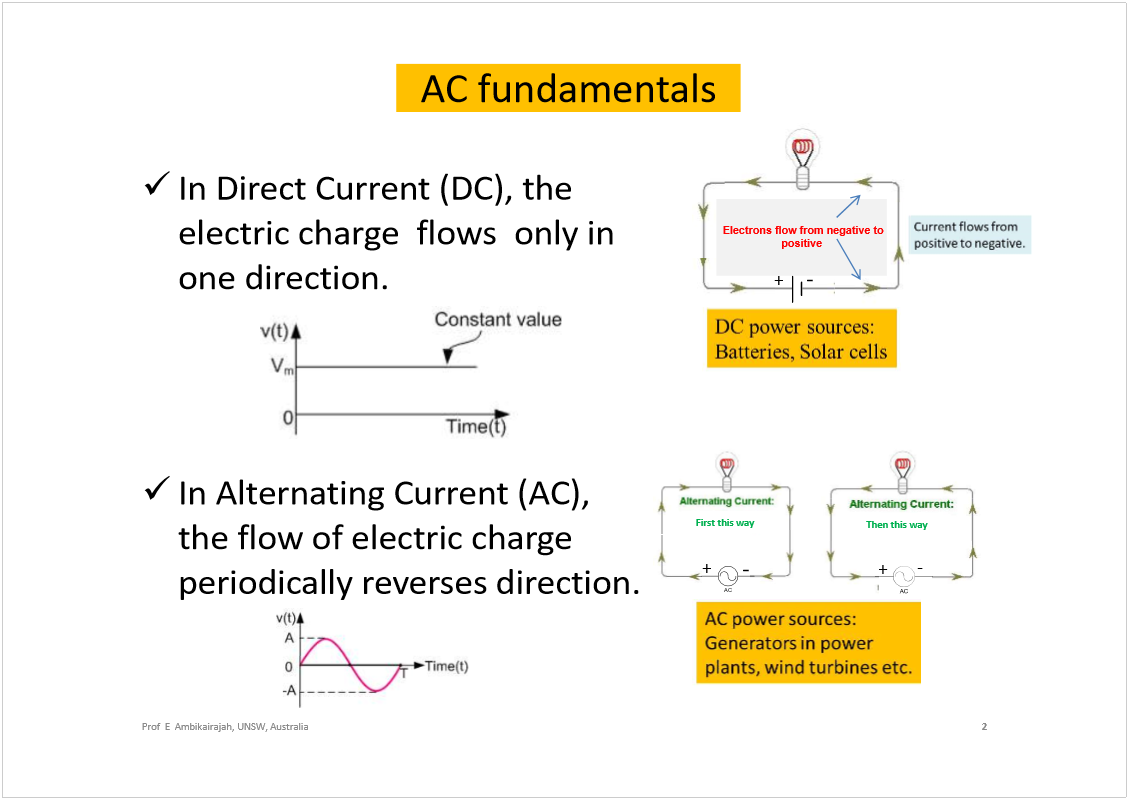 AC fundamentals
✓ In Direct Current (DC), the
electric charge flows only in
one direction.
v(t)
Constant value
Vm
0
Time(t)
Electrons flow from negative to
positive
Current flows from
positive to negative.
+ -
DC power sources:
Batteries, Solar cells
✓ In Alternating Current (AC),
the flow of electric charge
periodically reverses direction.
v(t)
A
0
T
Time(t)
-A
Alternating Current:
First this way
+ -
AC
Alternating Current:
Then this way
+ -
AC
AC power sources:
Generators in power
plants, wind turbines etc.
Prof E Ambikairajah, UNSW, Australia
2